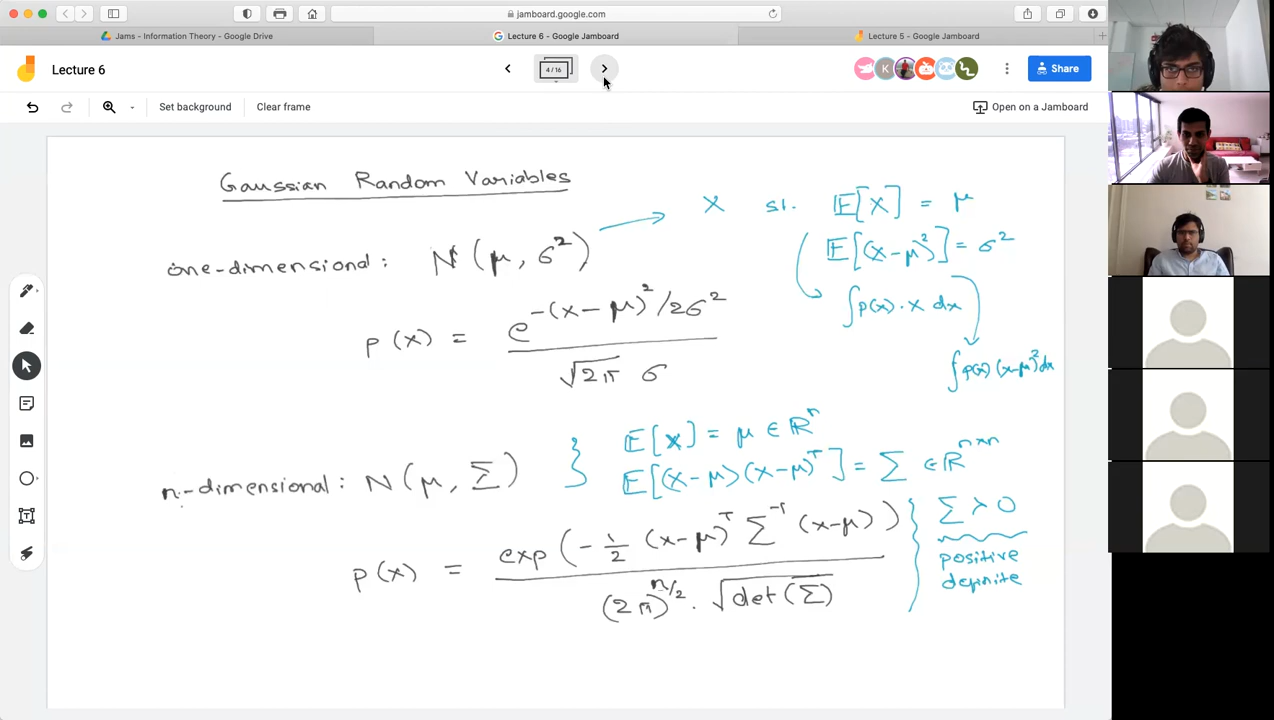 jamboard.google.com
Jams - Information Theory - Google Drive
Lecture 6 - Google Jamboard
Lecture 5 - Google Jamboard
Lecture 6
4 / 16
K
Share
Set background
Clear frame
Open on a Jamboard
Gaussian Random Variables
one-dimensional: N(μ, σ²) → X st. 𝔼[X] = μ
𝔼[(x-μ)²] = σ²
∫p(x)·x dx
p(x) = e^{-(x-μ)²/2σ²} / √2π σ
∫p(x)(x-μ)²dx
n-dimensional: N(μ, Σ) } 𝔼[X] = μ ∈ ℝⁿ
𝔼[(x-μ)(x-μ)ᵀ] = Σ ∈ ℝⁿˣⁿ
p(x) = exp(-1/2 (x-μ)ᵀ Σ⁻¹ (x-μ)) / (2π)^{n/2} · √det(Σ)
Σ ≻ 0
positive
definite